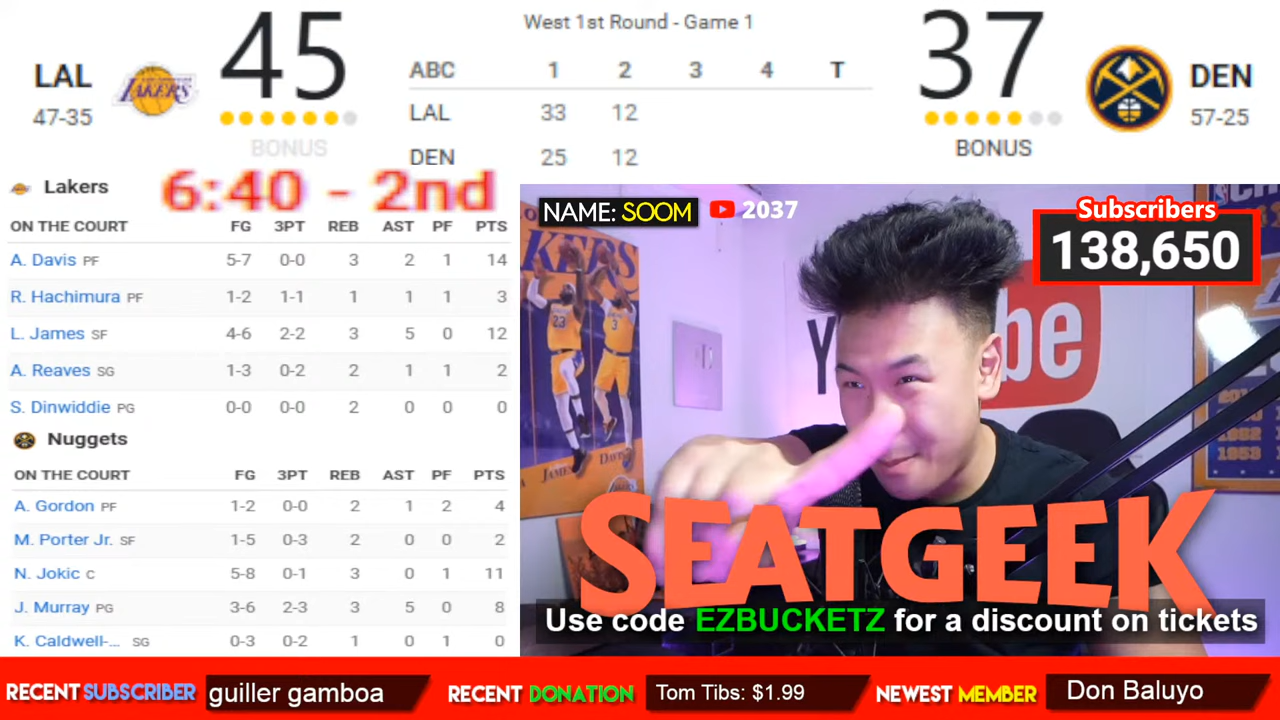 West 1st Round - Game 1
LAL
47-35
LAKERS
45
BONUS
ABC 1 2 3 4 T
LAL 33 12
DEN 25 12
37
BONUS
DEN
57-25
6:40 - 2nd
Lakers
ON THE COURT FG 3PT REB AST PF PTS
A. Davis PF 5-7 0-0 3 2 1 14
R. Hachimura PF 1-2 1-1 1 1 1 3
L. James SF 4-6 2-2 3 5 0 12
A. Reaves SG 1-3 0-2 2 1 1 2
S. Dinwiddie PG 0-0 0-0 2 0 0 0
Nuggets
ON THE COURT FG 3PT REB AST PF PTS
A. Gordon PF 1-2 0-0 2 1 2 4
M. Porter Jr. SF 1-5 0-3 2 0 0 2
N. Jokic C 5-8 0-1 3 0 1 11
J. Murray PG 3-6 2-3 3 5 0 8
K. Caldwell-... SG 0-3 0-2 1 0 1 0
NAME: SOOM
2037
Subscribers
138,650
KERS
23
3
JAMES
DAVIS
Y
be
SEATGEEK
Use code EZBUCKETZ for a discount on tickets
RECENT SUBSCRIBER guiller gamboa
RECENT DONATION Tom Tibs: $1.99
NEWEST MEMBER Don Baluyo